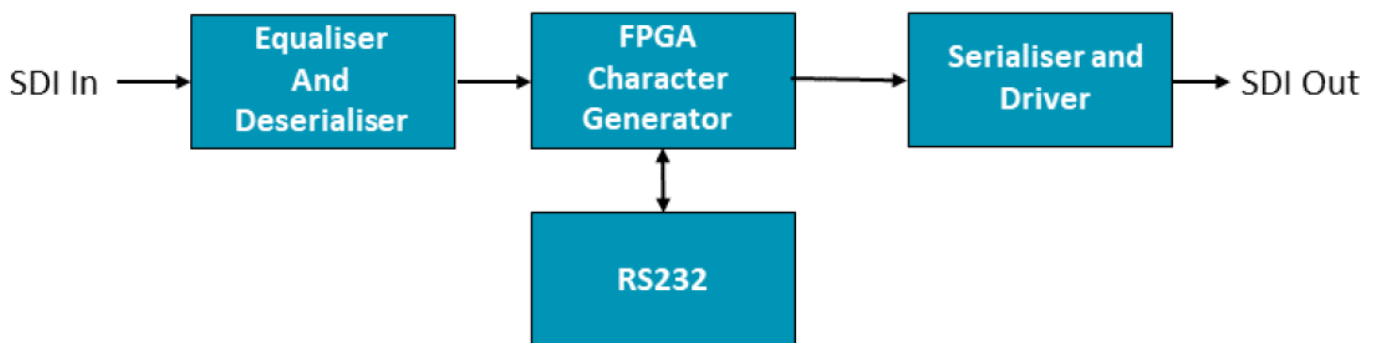 SDI In
Equaliser
And
Deserialiser
FPGA
Character
Generator
Serialiser and
Driver
SDI Out
RS232